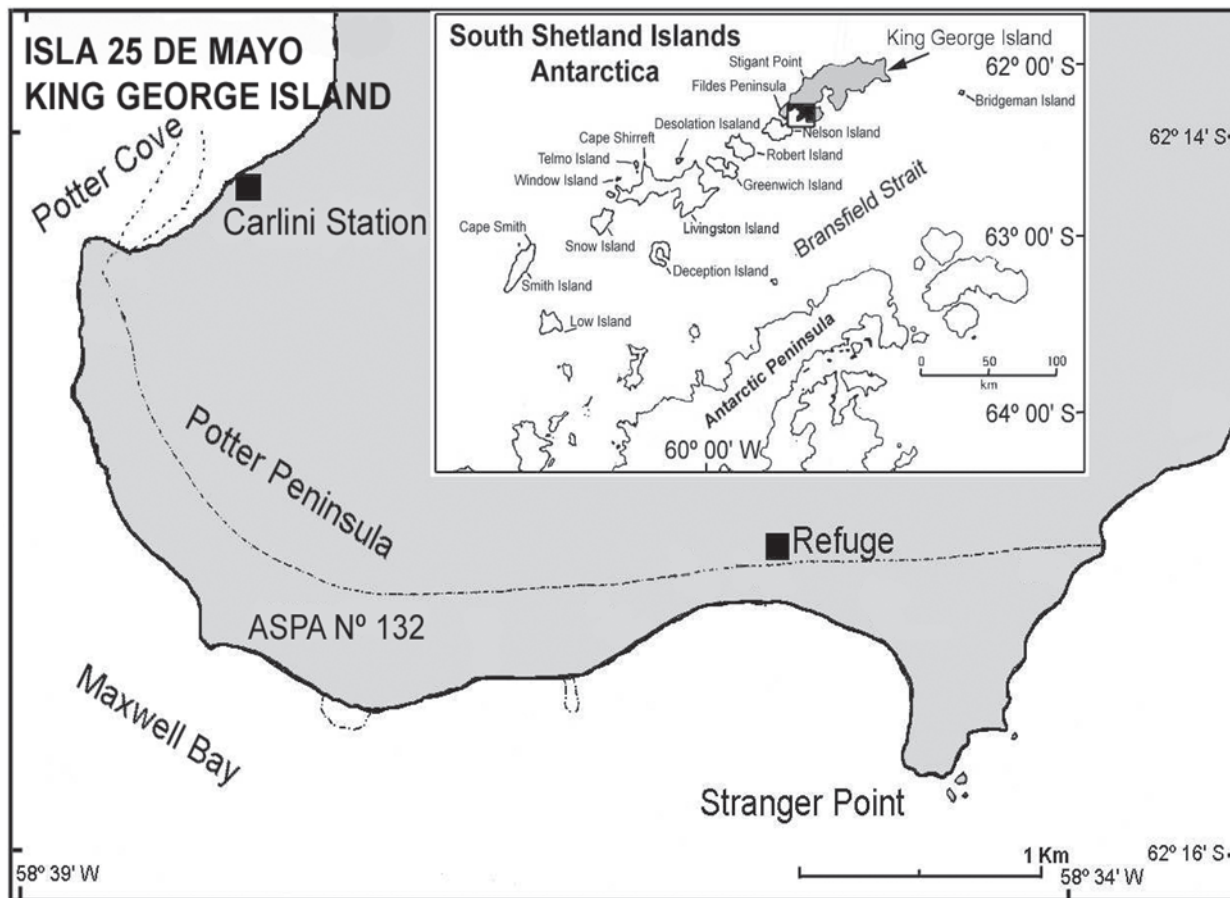 ISLA 25 DE MAYO
KING GEORGE ISLAND
Potter Cove
Carlini Station
Potter Peninsula
Refuge
ASPA Nº 132
Maxwell Bay
Stranger Point
1 Km
58º 39' W
58º 34' W
62º 14' S
62º 16' S
South Shetland Islands
Antarctica
King George Island
Stigant Point
Fildes Peninsula
62º 00' S
Bridgeman Island
Desolation Isaland
Nelson Island
Cape Shirreft
Robert Island
Telmo Island
Window Island
Greenwich Island
Bransfield Strait
Cape Smith
Livingston Island
Snow Island
63º 00' S
Deception Island
Smith Island
Low Island
Antarctic Peninsula
0 50 100
km
64º 00' S
60º 00' W